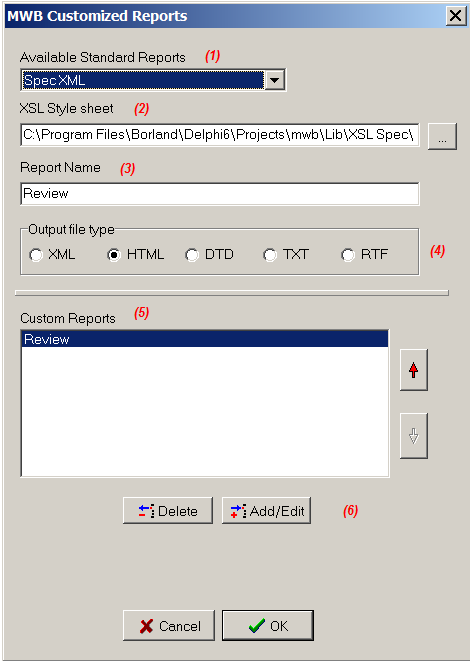 MWB Customized Reports
Available Standard Reports (1)
Spec XML
XSL Style sheet (2)
C:\Program Files\Borland\Delphi6\Projects\mwb\Lib\XSL Spec\ ...
Report Name (3)
Review
Output file type
XML HTML DTD TXT RTF (4)
Custom Reports (5)
Review
Delete Add/Edit (6)
Cancel OK